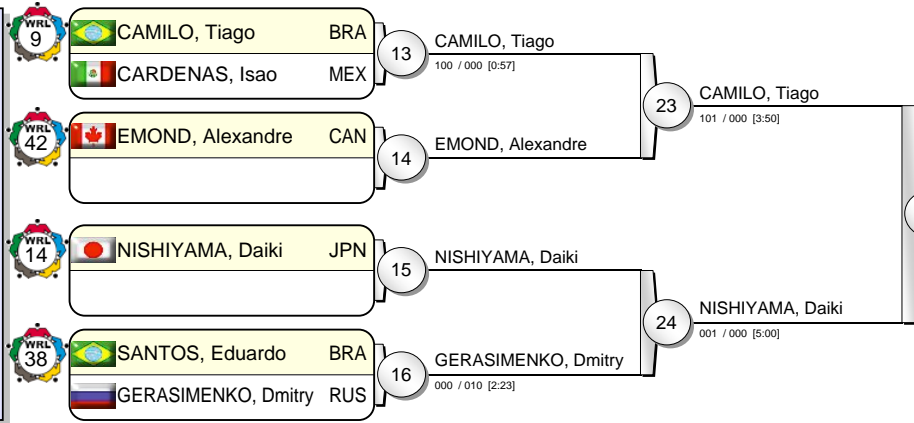 WRL
9
CAMILO, Tiago BRA
CARDENAS, Isao MEX
13
CAMILO, Tiago
100 / 000 [0:57]
23
CAMILO, Tiago
101 / 000 [3:50]
WRL
42
EMOND, Alexandre CAN
14
EMOND, Alexandre
WRL
14
NISHIYAMA, Daiki JPN
15
NISHIYAMA, Daiki
24
NISHIYAMA, Daiki
001 / 000 [5:00]
WRL
38
SANTOS, Eduardo BRA
GERASIMENKO, Dmitry RUS
16
GERASIMENKO, Dmitry
000 / 010 [2:23]